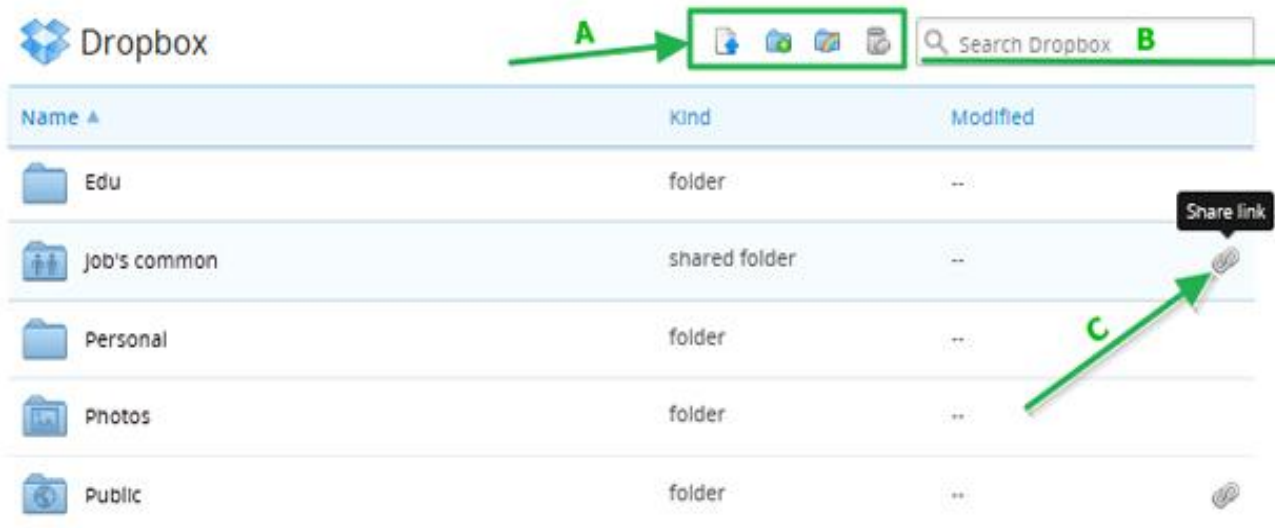 Dropbox
A
Search Dropbox B
Name Kind Modified
Edu folder --
Share link
Job's common shared folder --
C
Personal folder --
Photos folder --
Public folder --